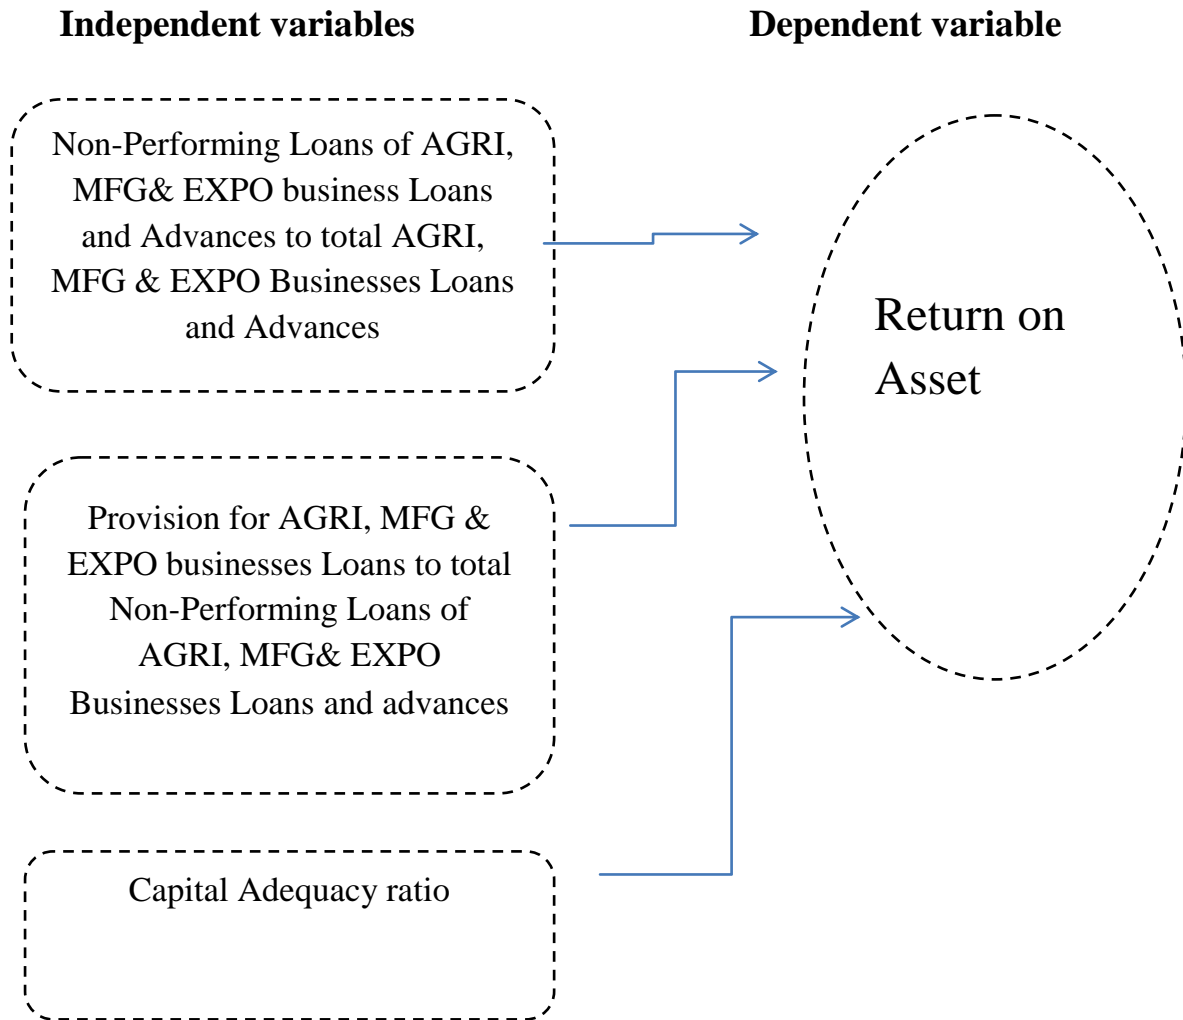 Independent variables
Dependent variable
Non-Performing Loans of AGRI,
MFG& EXPO business Loans
and Advances to total AGRI,
MFG & EXPO Businesses Loans
and Advances
Return on
Asset
Provision for AGRI, MFG &
EXPO businesses Loans to total
Non-Performing Loans of
AGRI, MFG& EXPO
Businesses Loans and advances
Capital Adequacy ratio